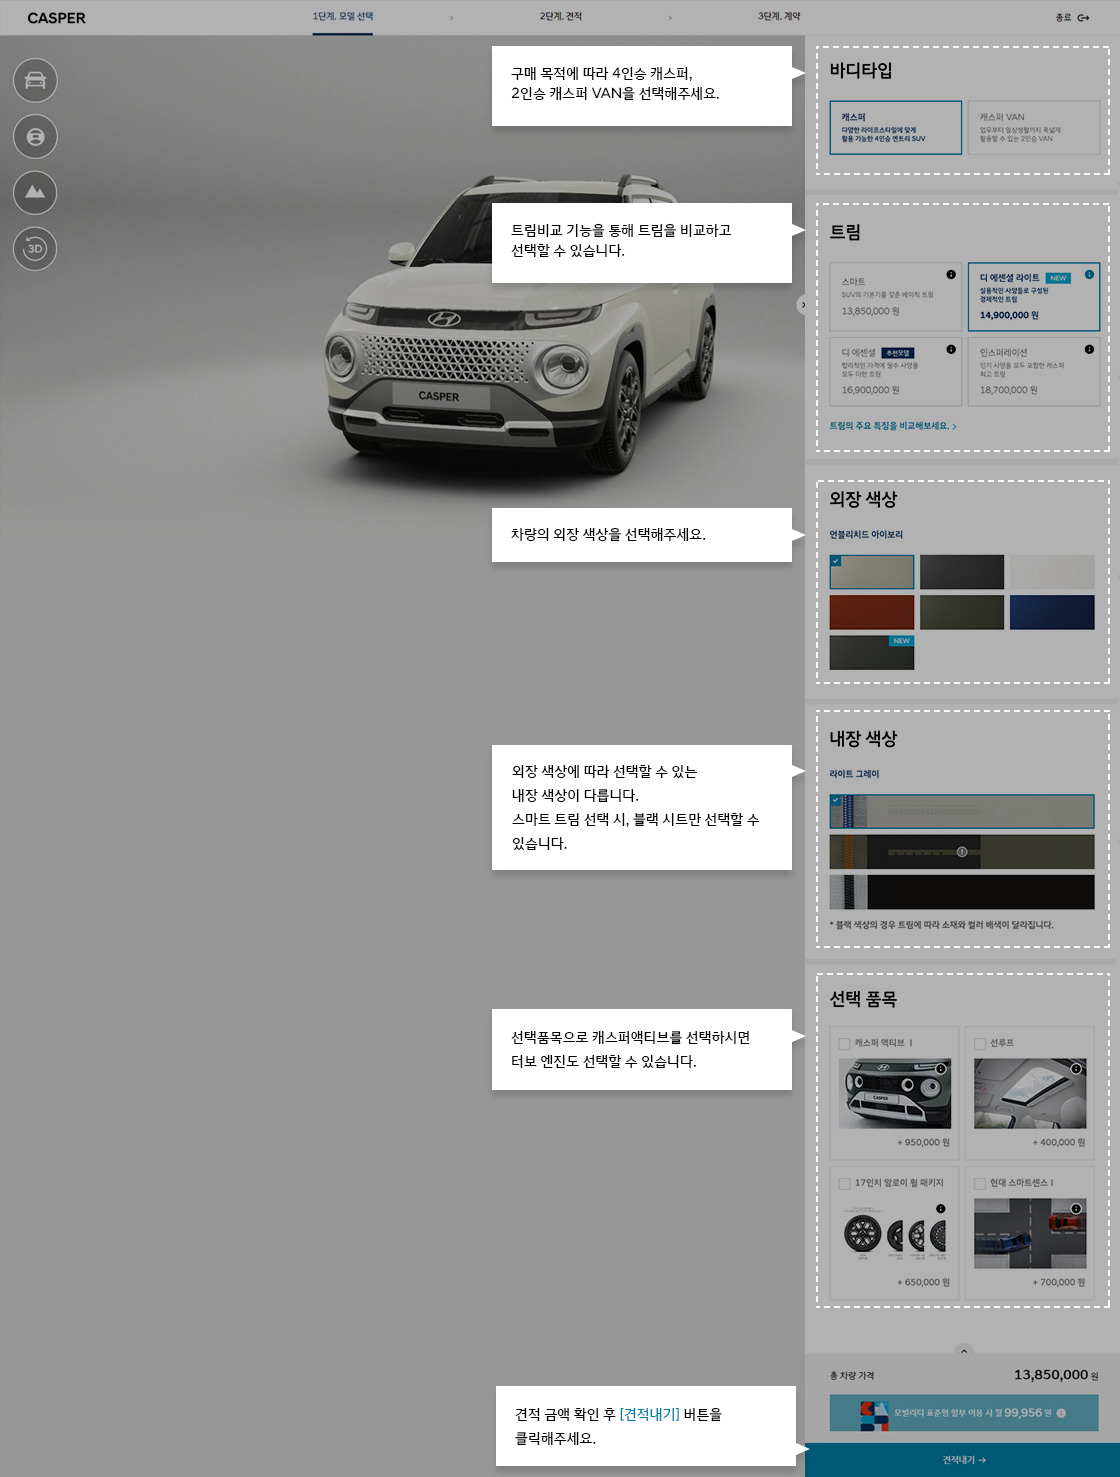 CASPER
1단계. 모델 선택
>
2단계. 견적
>
3단계. 계약
종료
3D
CASPER
구매 목적에 따라 4인승 캐스퍼,
2인승 캐스퍼 VAN을 선택해주세요.
바디타입
캐스퍼
다양한 라이프스타일에 맞게
활용 가능한 4인승 엔트리 SUV
캐스퍼 VAN
업무부터 일상생활까지 폭넓게
활용할 수 있는 2인승 VAN
트림비교 기능을 통해 트림을 비교하고
선택할 수 있습니다.
트림
스마트
SUV의 기본기를 갖춘 베이직 트림
13,850,000 원
디 에센셜 라이트 NEW
실용적인 사양들로 구성된
경제적인 트림
14,900,000 원
디 에센셜 추천모델
합리적인 가격에 필수 사양을
모두 더한 트림
16,900,000 원
인스퍼레이션
인기 사양을 모두 포함한 캐스퍼
최고 트림
18,700,000 원
트림의 주요 특징을 비교해보세요. >
차량의 외장 색상을 선택해주세요.
외장 색상
언블리치드 아이보리
NEW
외장 색상에 따라 선택할 수 있는
내장 색상이 다릅니다.
스마트 트림 선택 시, 블랙 시트만 선택할 수
있습니다.
내장 색상
라이트 그레이
* 블랙 색상의 경우 트림에 따라 소재와 컬러 배색이 달라집니다.
선택품목으로 캐스퍼액티브를 선택하시면
터보 엔진도 선택할 수 있습니다.
선택 품목
캐스퍼 액티브 Ⅰ
CASPER
+ 950,000 원
선루프
+ 400,000 원
17인치 알로이 휠 패키지
+ 650,000 원
현대 스마트센스 Ⅰ
+ 700,000 원
견적 금액 확인 후 [견적내기] 버튼을
클릭해주세요.
총 차량 가격
13,850,000 원
모빌리티 표준형 할부 이용 시 월 99,956 원
견적내기 →